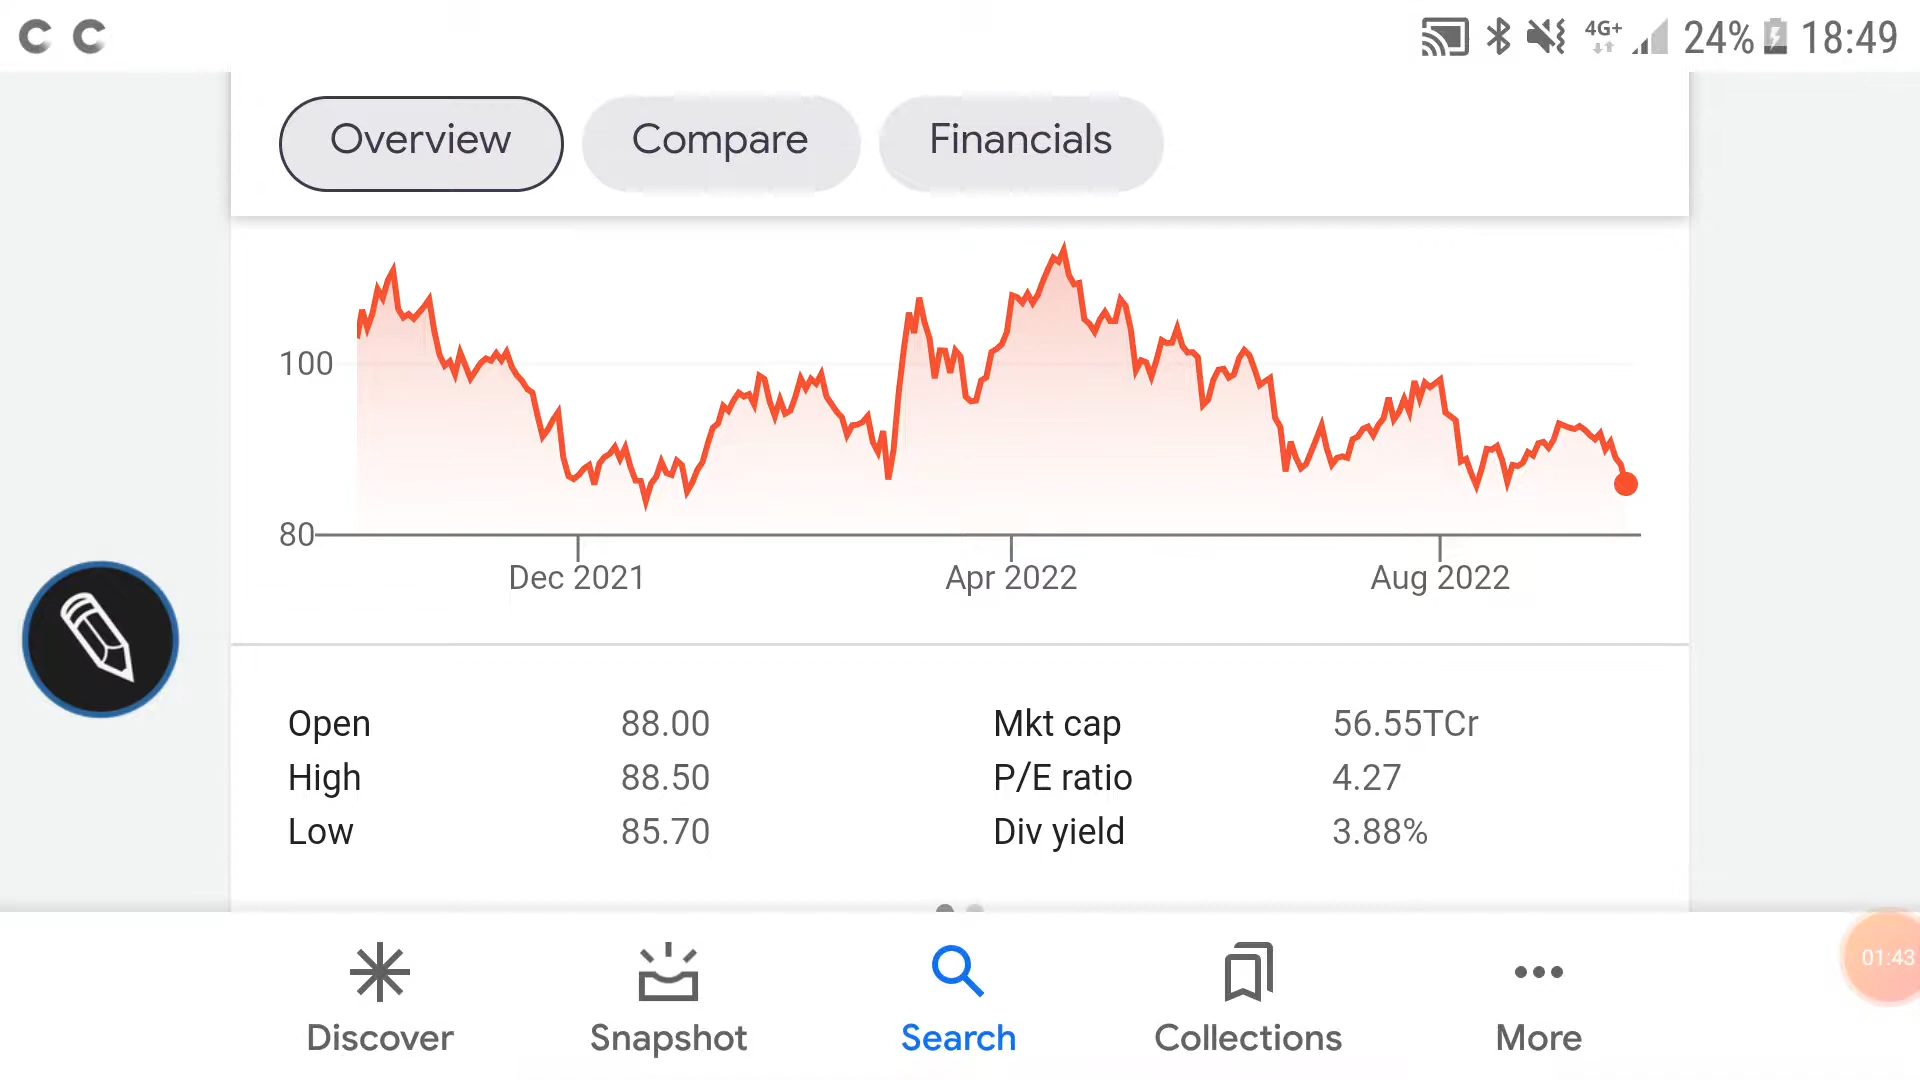 C C 4G+ 24% 18:49
Overview Compare Financials
100
80
Dec 2021 Apr 2022 Aug 2022
Open 88.00 Mkt cap 56.55TCr
High 88.50 P/E ratio 4.27
Low 85.70 Div yield 3.88%
01:43
Discover Snapshot Search Collections More